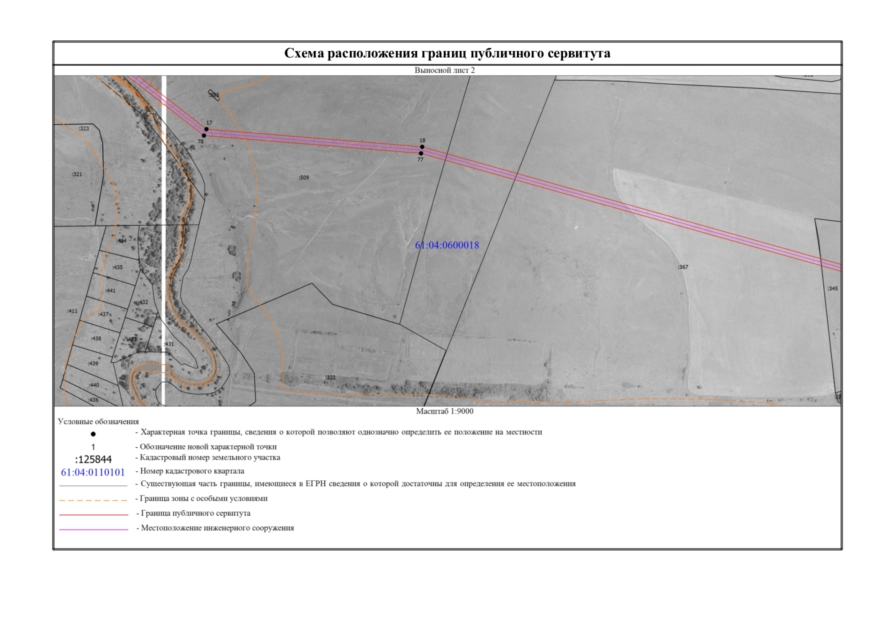 Схема расположения границ публичного сервитута
Выносной лист 2
17
78
18
77
:323
:321
:509
61:04:0600018
:367
:345
:435
:441
:411
:437
:438
:431
:439
:440
:322
Масштаб 1:9000
Условные обозначения
- Характерная точка границы, сведения о которой позволяют однозначно определить ее положение на местности
1 - Обозначение новой характерной точки
:125844 - Кадастровый номер земельного участка
61:04:0110101 - Номер кадастрового квартала
- Существующая часть границы, имеющиеся в ЕГРН сведения о которой достаточны для определения ее местоположения
- Граница зоны с особыми условиями
- Граница публичного сервитута
- Местоположение инженерного сооружения